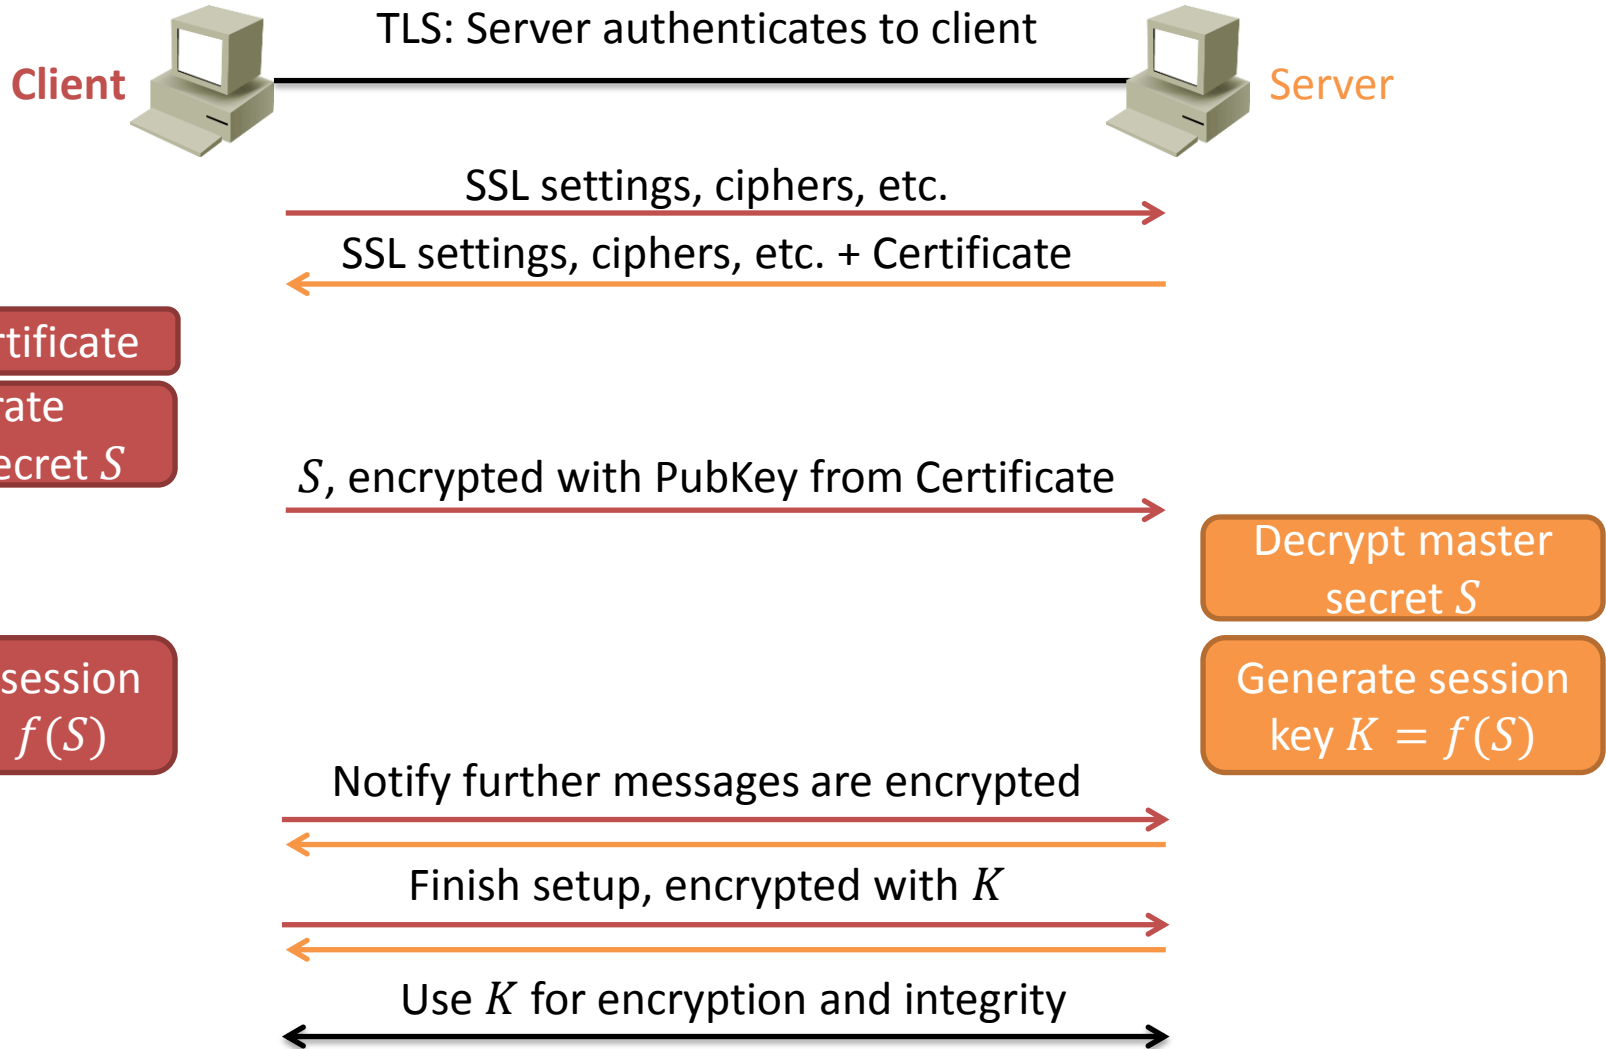 TLS: Server authenticates to client
Client
Server
SSL settings, ciphers, etc.
SSL settings, ciphers, etc. + Certificate
rtificate
rate
ecret S
S, encrypted with PubKey from Certificate
Decrypt master
secret S
session
f(S)
Generate session
key K = f(S)
Notify further messages are encrypted
Finish setup, encrypted with K
Use K for encryption and integrity